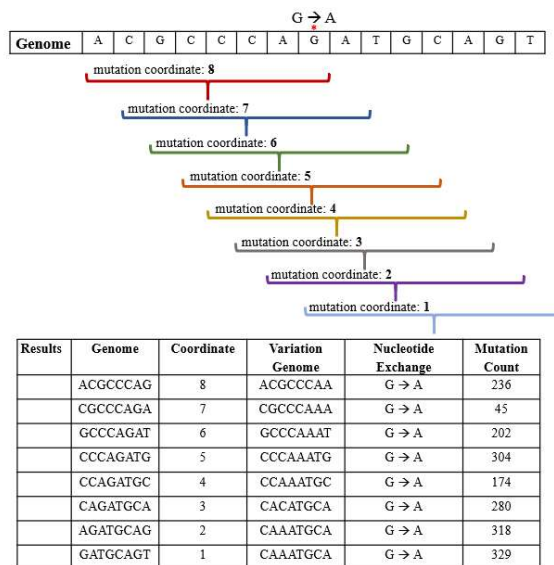 G → A
*
Genome A C G C C C A G A T G C A G T
mutation coordinate: 8
mutation coordinate: 7
mutation coordinate: 6
mutation coordinate: 5
mutation coordinate: 4
mutation coordinate: 3
mutation coordinate: 2
mutation coordinate: 1
Results Genome Coordinate Variation Genome Nucleotide Exchange Mutation Count
ACGCCCAG 8 ACGCCCAA G → A 236
CGCCCAGA 7 CGCCCAAA G → A 45
GCCCAGAT 6 GCCCAAAT G → A 202
CCCAGATG 5 CCCAAATG G → A 304
CCAGATGC 4 CCAAATGC G → A 174
CAGATGCA 3 CACATGCA G → A 280
AGATGCAG 2 CAAATGCA G → A 318
GATGCAGT 1 CAAATGCA G → A 329